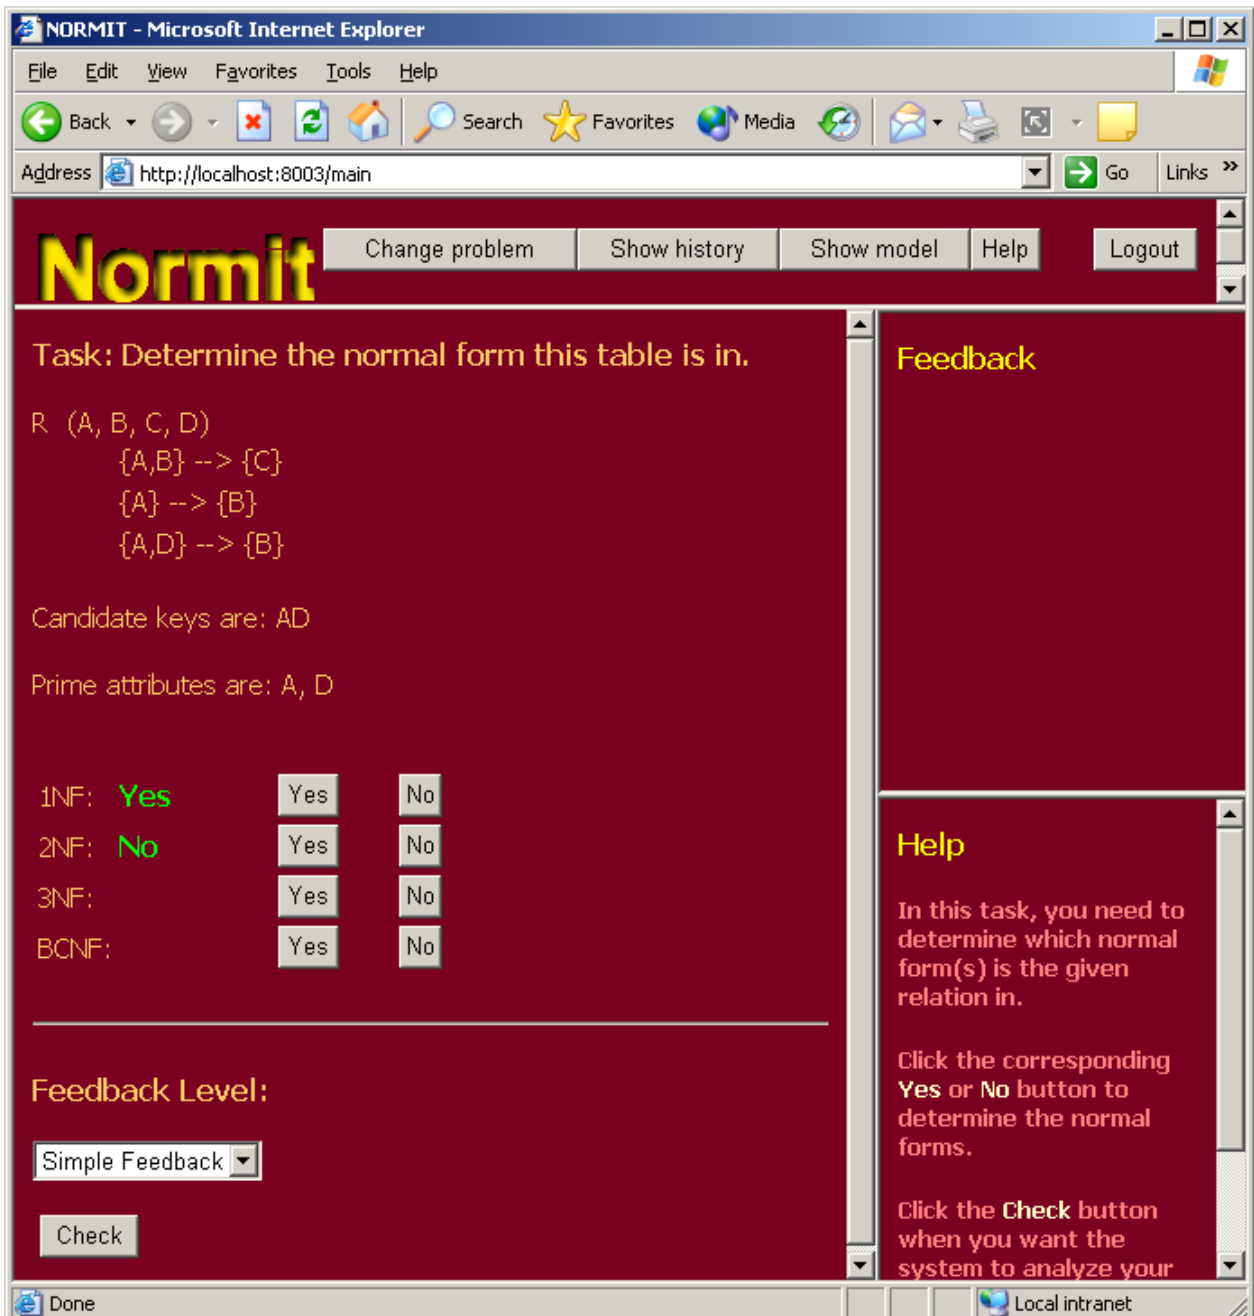 NORMIT - Microsoft Internet Explorer
File Edit View Favorites Tools Help
Back Search Favorites Media
Address http://localhost:8003/main Go Links »
Normit Change problem Show history Show model Help Logout
Task: Determine the normal form this table is in.
R (A, B, C, D)
{A,B} --> {C}
{A} --> {B}
{A,D} --> {B}
Candidate keys are: AD
Prime attributes are: A, D
1NF: Yes Yes No
2NF: No Yes No
3NF: Yes No
BCNF: Yes No
Feedback Level:
Simple Feedback
Check
Feedback
Help
In this task, you need to
determine which normal
form(s) is the given
relation in.
Click the corresponding
Yes or No button to
determine the normal
forms.
Click the Check button
when you want the
system to analyze your
Done Local intranet